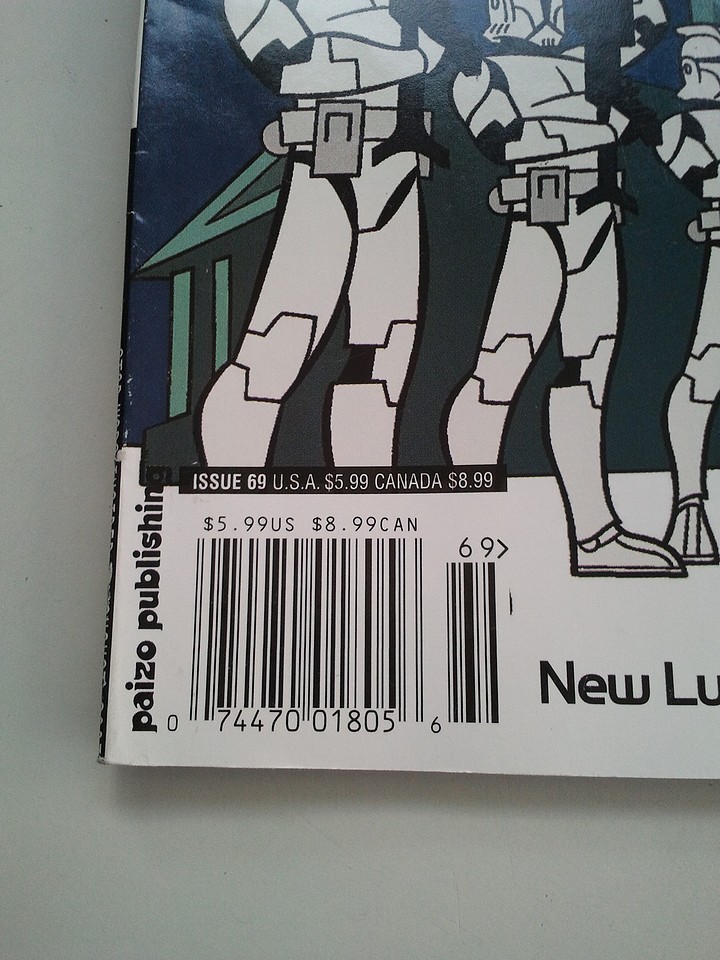 ISSUE 69 U.S.A. $5.99 CANADA $8.99
$5.99US $8.99CAN
69>
0 74470 01805 6
paizo publishing
New Lu